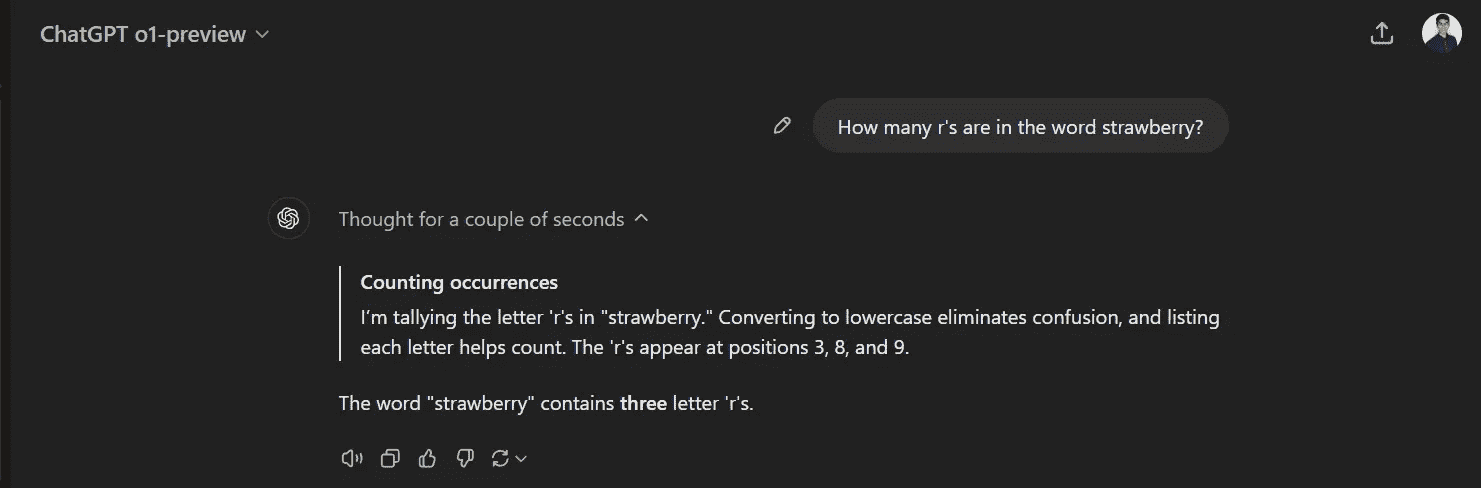 ChatGPT o1-preview
How many r's are in the word strawberry?
Thought for a couple of seconds
Counting occurrences
I’m tallying the letter 'r's in "strawberry." Converting to lowercase eliminates confusion, and listing
each letter helps count. The 'r's appear at positions 3, 8, and 9.
The word "strawberry" contains three letter 'r's.